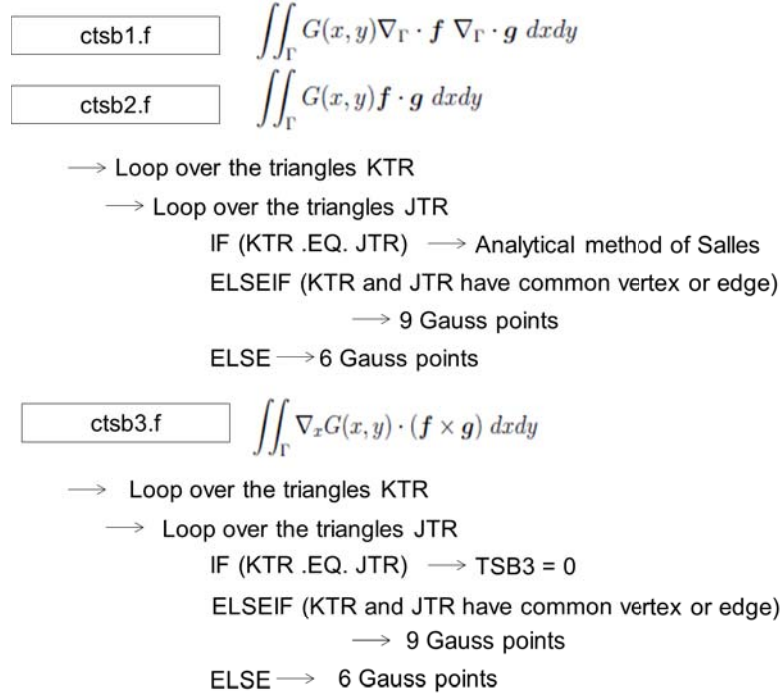 ctsb1.f ∬_Γ G(x, y)∇_Γ · f ∇_Γ · g dxdy
ctsb2.f ∬_Γ G(x, y)f · g dxdy
→ Loop over the triangles KTR
→ Loop over the triangles JTR
IF (KTR .EQ. JTR) → Analytical method of Salles
ELSEIF (KTR and JTR have common vertex or edge)
→ 9 Gauss points
ELSE → 6 Gauss points
ctsb3.f ∬_Γ ∇_x G(x, y) · (f × g) dxdy
→ Loop over the triangles KTR
→ Loop over the triangles JTR
IF (KTR .EQ. JTR) → TSB3 = 0
ELSEIF (KTR and JTR have common vertex or edge)
→ 9 Gauss points
ELSE → 6 Gauss points